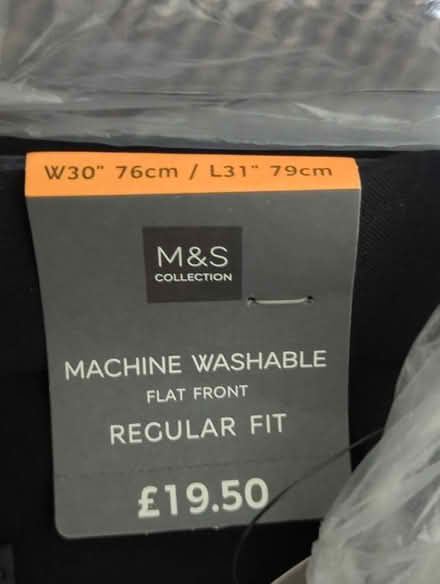 W30" 76cm / L31" 79cm
M&S
COLLECTION
MACHINE WASHABLE
FLAT FRONT
REGULAR FIT
£19.50